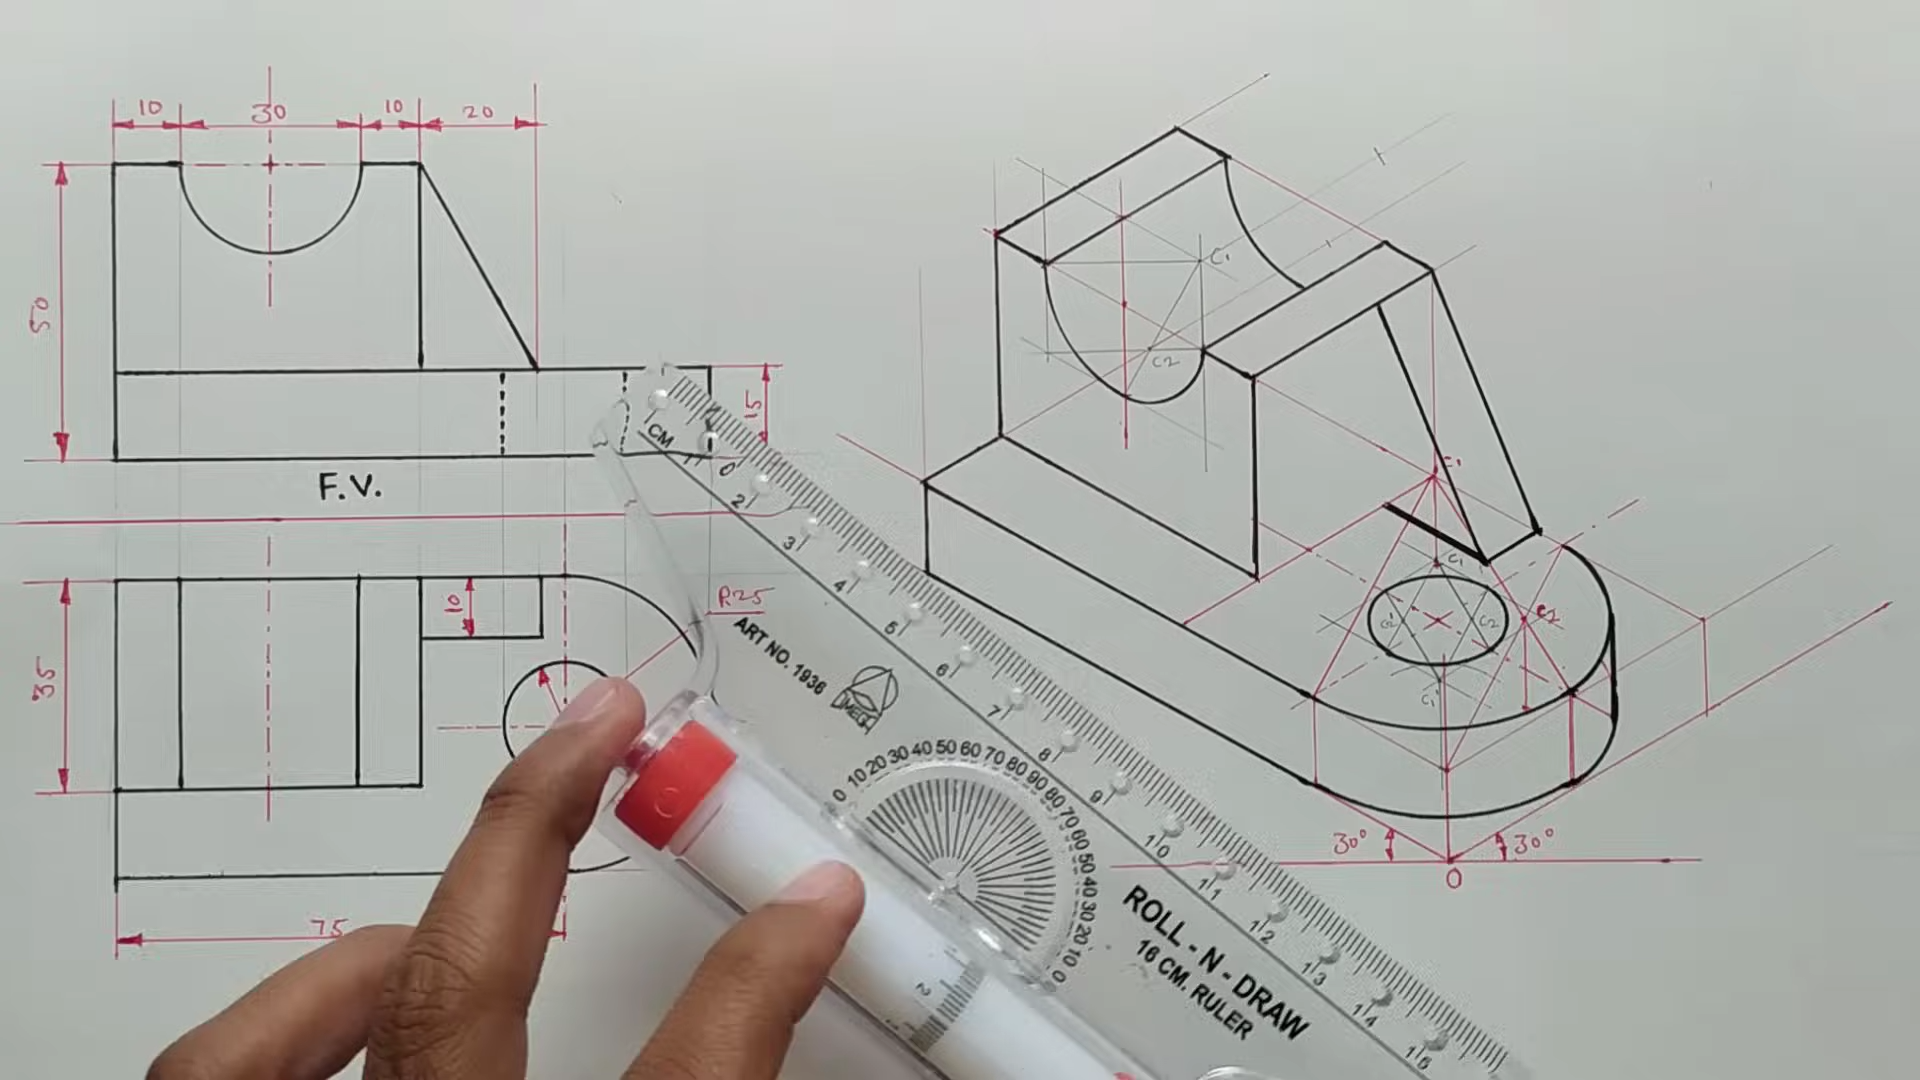 10 30 10 20
50
15
F.V.
10
R25
35
75
C1
C2
C1
C1
C2
C2
C1
30° 30°
O
CM
0 2 3 4 5 6 7 8 9 10 11 12 13 14 15
ART NO. 1936
OMEGA
0 10 20 30 40 50 60 70 80 90 80 70 60 50 40 30 20 10 0
ROLL - N - DRAW
16 CM. RULER
2